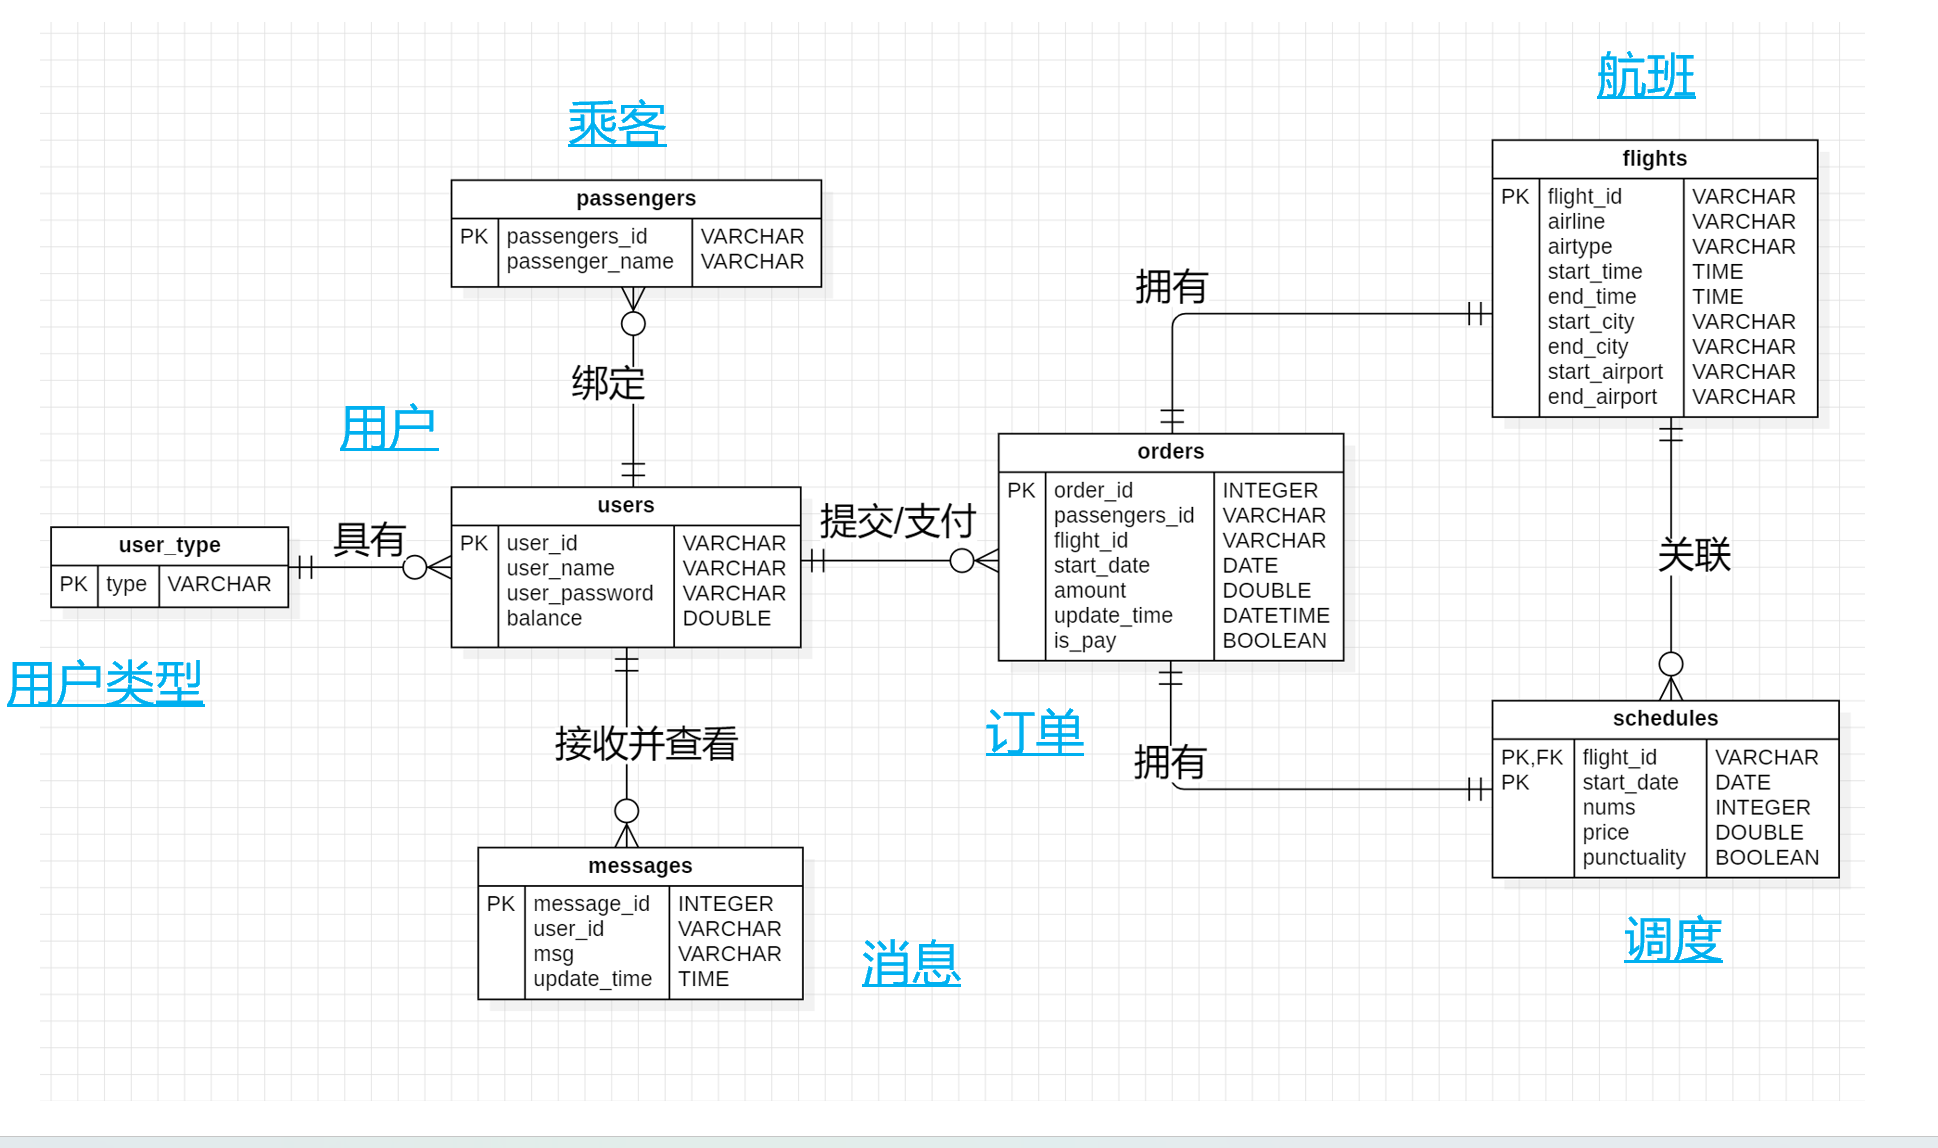 航班
乘客
flights
PK flight_id VARCHAR
airline VARCHAR
airtype VARCHAR
start_time TIME
end_time TIME
start_city VARCHAR
end_city VARCHAR
start_airport VARCHAR
end_airport VARCHAR
passengers
PK passengers_id VARCHAR
passenger_name VARCHAR
拥有
绑定
用户
orders
PK order_id INTEGER
passengers_id VARCHAR
flight_id VARCHAR
start_date DATE
amount DOUBLE
update_time DATETIME
is_pay BOOLEAN
users
PK user_id VARCHAR
user_name VARCHAR
user_password VARCHAR
balance DOUBLE
提交/支付
具有
user_type
PK type VARCHAR
关联
用户类型
订单
schedules
PK,FK flight_id VARCHAR
PK start_date DATE
nums INTEGER
price DOUBLE
punctuality BOOLEAN
接收并查看
拥有
messages
PK message_id INTEGER
user_id VARCHAR
msg VARCHAR
update_time TIME
消息
调度